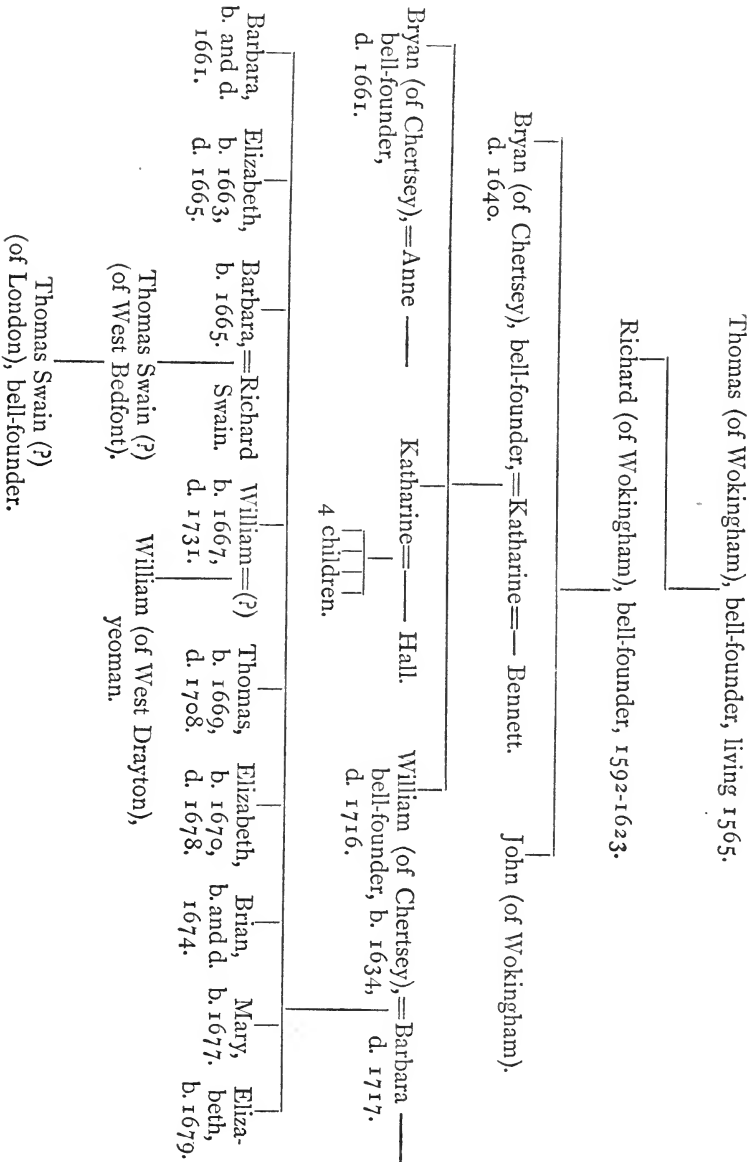 Thomas (of Wokingham), bell-founder, living 1565.
Richard (of Wokingham), bell-founder, 1592-1623.
Bryan (of Chertsey), bell-founder,=Katharine=— Bennett.
d. 1640.
John (of Wokingham).
Bryan (of Chertsey),=Anne —
bell-founder,
d. 1661.
Katharine=— Hall.
4 children.
William (of Chertsey),=Barbara —
bell-founder, b. 1634, d. 1717.
d. 1716.
Barbara,
b. and d.
1661.
Elizabeth,
b. 1663,
d. 1665.
Barbara,=Richard
b. 1665. Swain.
Thomas Swain (?)
(of West Bedfont).
Thomas Swain (?)
(of London), bell-founder.
William=(?)
b. 1667,
d. 1731.
William (of West Drayton),
yeoman.
Thomas,
b. 1669,
d. 1708.
Elizabeth,
b. 1670,
d. 1678.
Brian,
b. and d.
1674.
Mary,
b. 1677.
Eliza-
beth,
b. 1679.